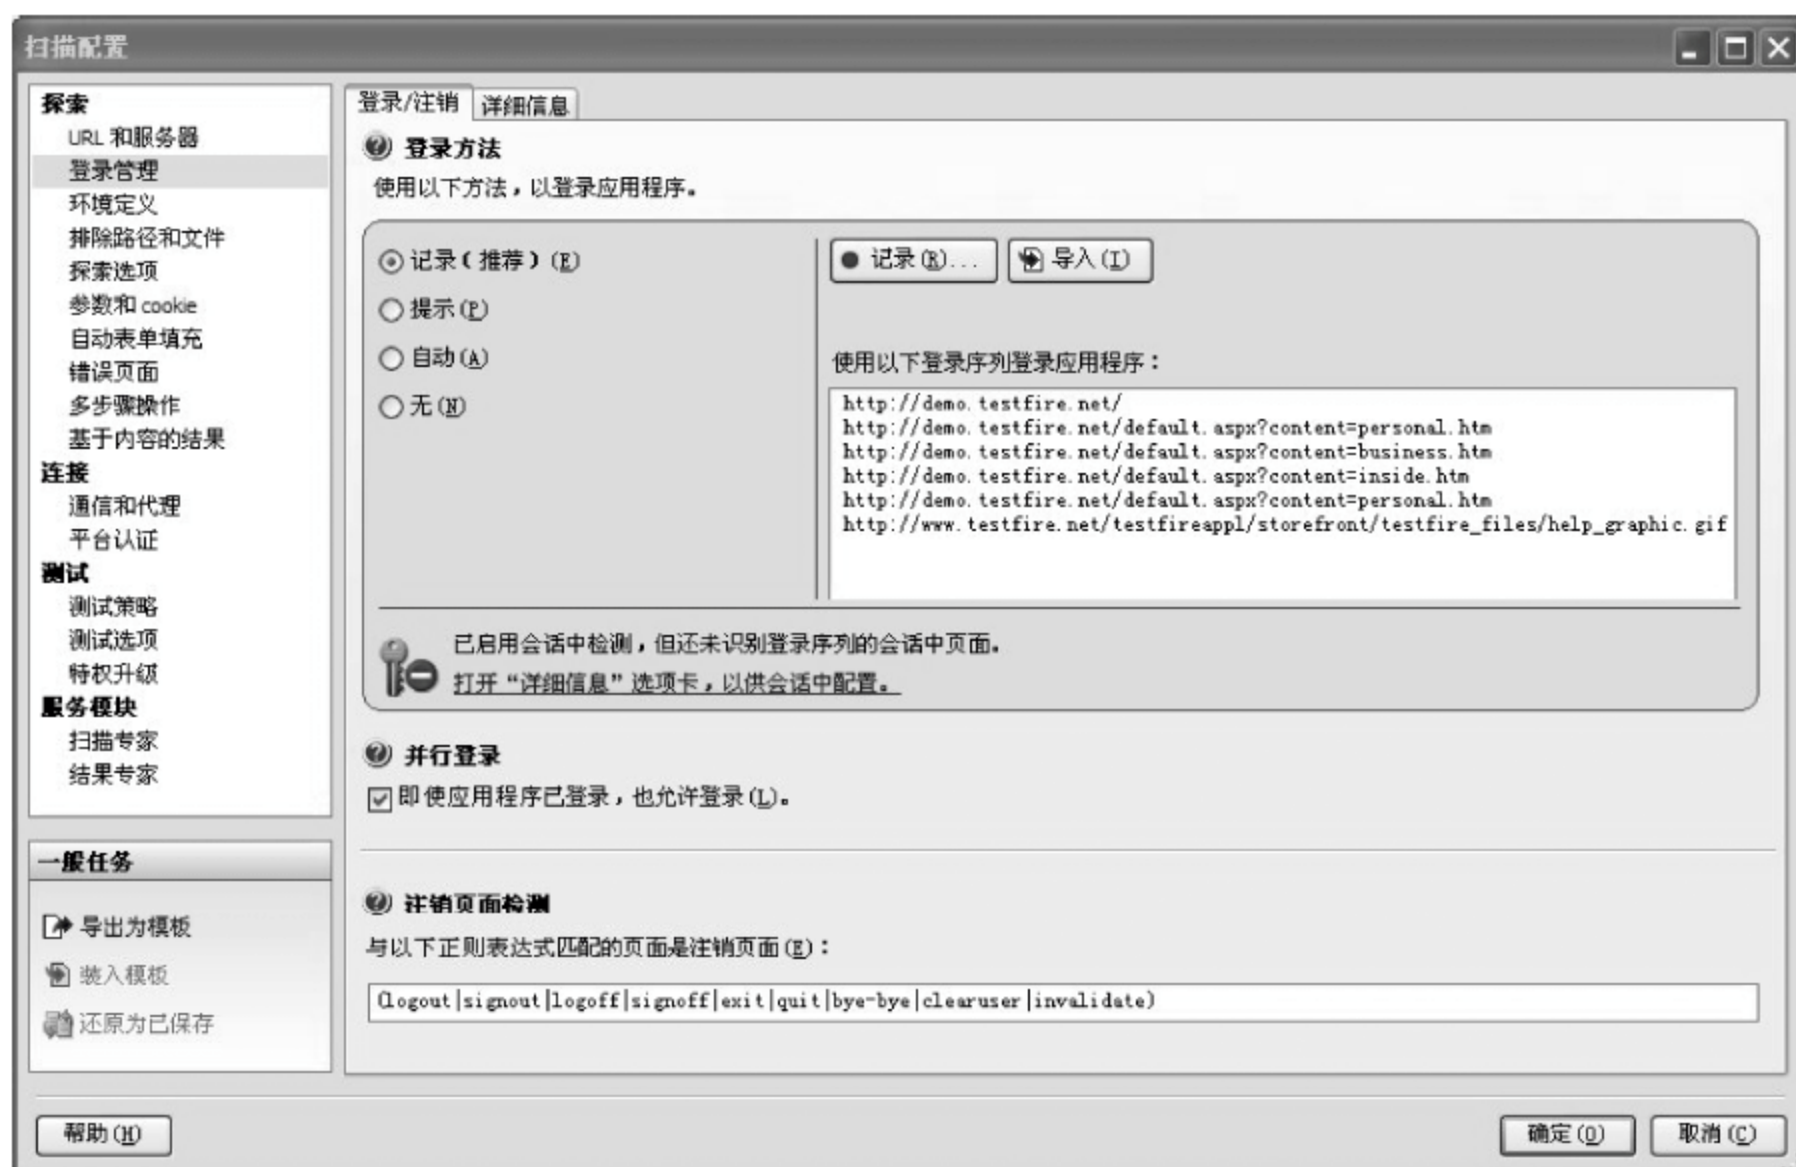 扫描配置
探索
URL 和服务器
登录管理
环境定义
排除路径和文件
探索选项
参数和 cookie
自动表单填充
错误页面
多步骤操作
基于内容的结果
连接
通信和代理
平台认证
测试
测试策略
测试选项
特权升级
服务模块
扫描专家
结果专家
一般任务
导出为模板
装入模板
还原为已保存
登录/注销 详细信息
登录方法
使用以下方法，以登录应用程序。
记录(推荐)(E)
提示(P)
自动(A)
无(N)
记录(R)... 导入(I)
使用以下登录序列登录应用程序：
http://demo.testfire.net/
http://demo.testfire.net/default.aspx?content=personal.htm
http://demo.testfire.net/default.aspx?content=business.htm
http://demo.testfire.net/default.aspx?content=inside.htm
http://demo.testfire.net/default.aspx?content=personal.htm
http://www.testfire.net/testfireappl/storefront/testfire_files/help_graphic.gif
已启用会话中检测，但还未识别登录序列的会话中页面。
打开“详细信息”选项卡，以供会话中配置。
并行登录
即使应用程序已登录，也允许登录(L)。
注销页面检测
与以下正则表达式匹配的页面是注销页面(E)：
(logout|signout|logoff|signoff|exit|quit|bye-bye|clearuser|invalidate)
帮助(H) 确定(O) 取消(C)